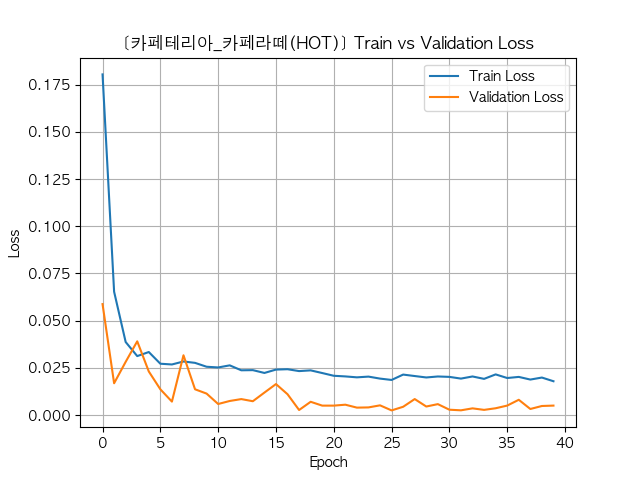 [카페테리아_카페라떼(HOT)] Train vs Validation Loss
Train Loss
Validation Loss
0.175
0.150
0.125
0.100
0.075
0.050
0.025
0.000
Loss
0 5 10 15 20 25 30 35 40
Epoch